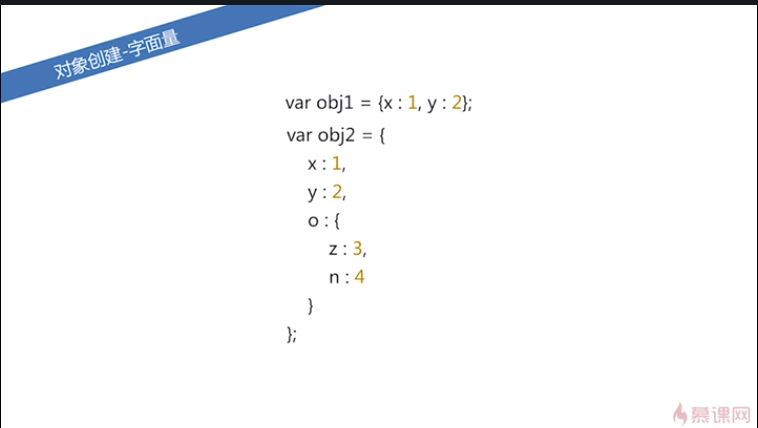 对象创建-字面量
var obj1 = {x : 1, y : 2};
var obj2 = {
x : 1,
y : 2,
o : {
z : 3,
n : 4
}
};
慕课网